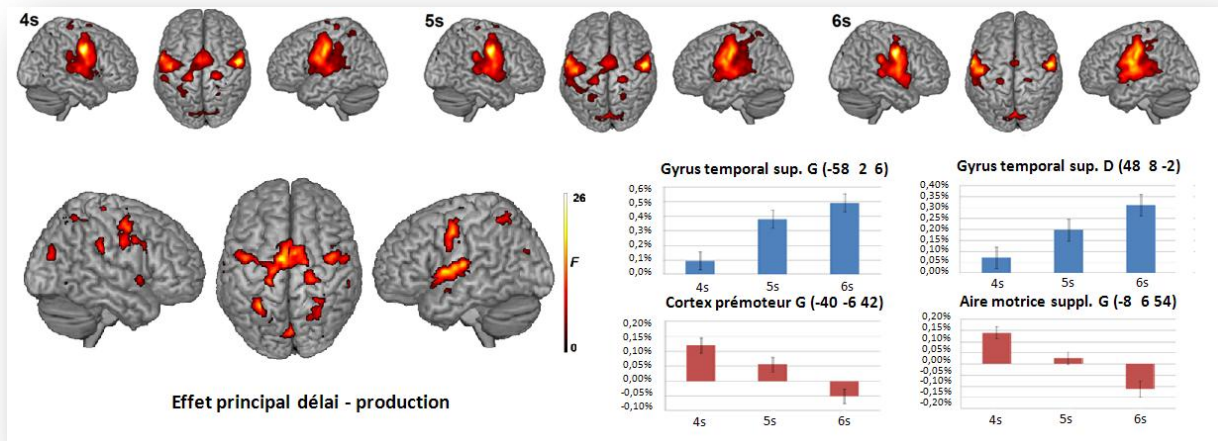 4s
5s
6s
Gyrus temporal sup. G (-58 2 6)
0,6%
0,5%
0,4%
0,3%
0,2%
0,1%
0,0%
4s 5s 6s
Gyrus temporal sup. D (48 8 -2)
0,40%
0,35%
0,30%
0,25%
0,20%
0,15%
0,10%
0,05%
0,00%
4s 5s 6s
26
F
0
Cortex prémoteur G (-40 -6 42)
0,20%
0,15%
0,10%
0,05%
0,00%
-0,05%
-0,10%
4s 5s 6s
Aire motrice suppl. G (-8 6 54)
0,20%
0,15%
0,10%
0,05%
0,00%
-0,05%
-0,10%
-0,15%
-0,20%
4s 5s 6s
Effet principal délai - production